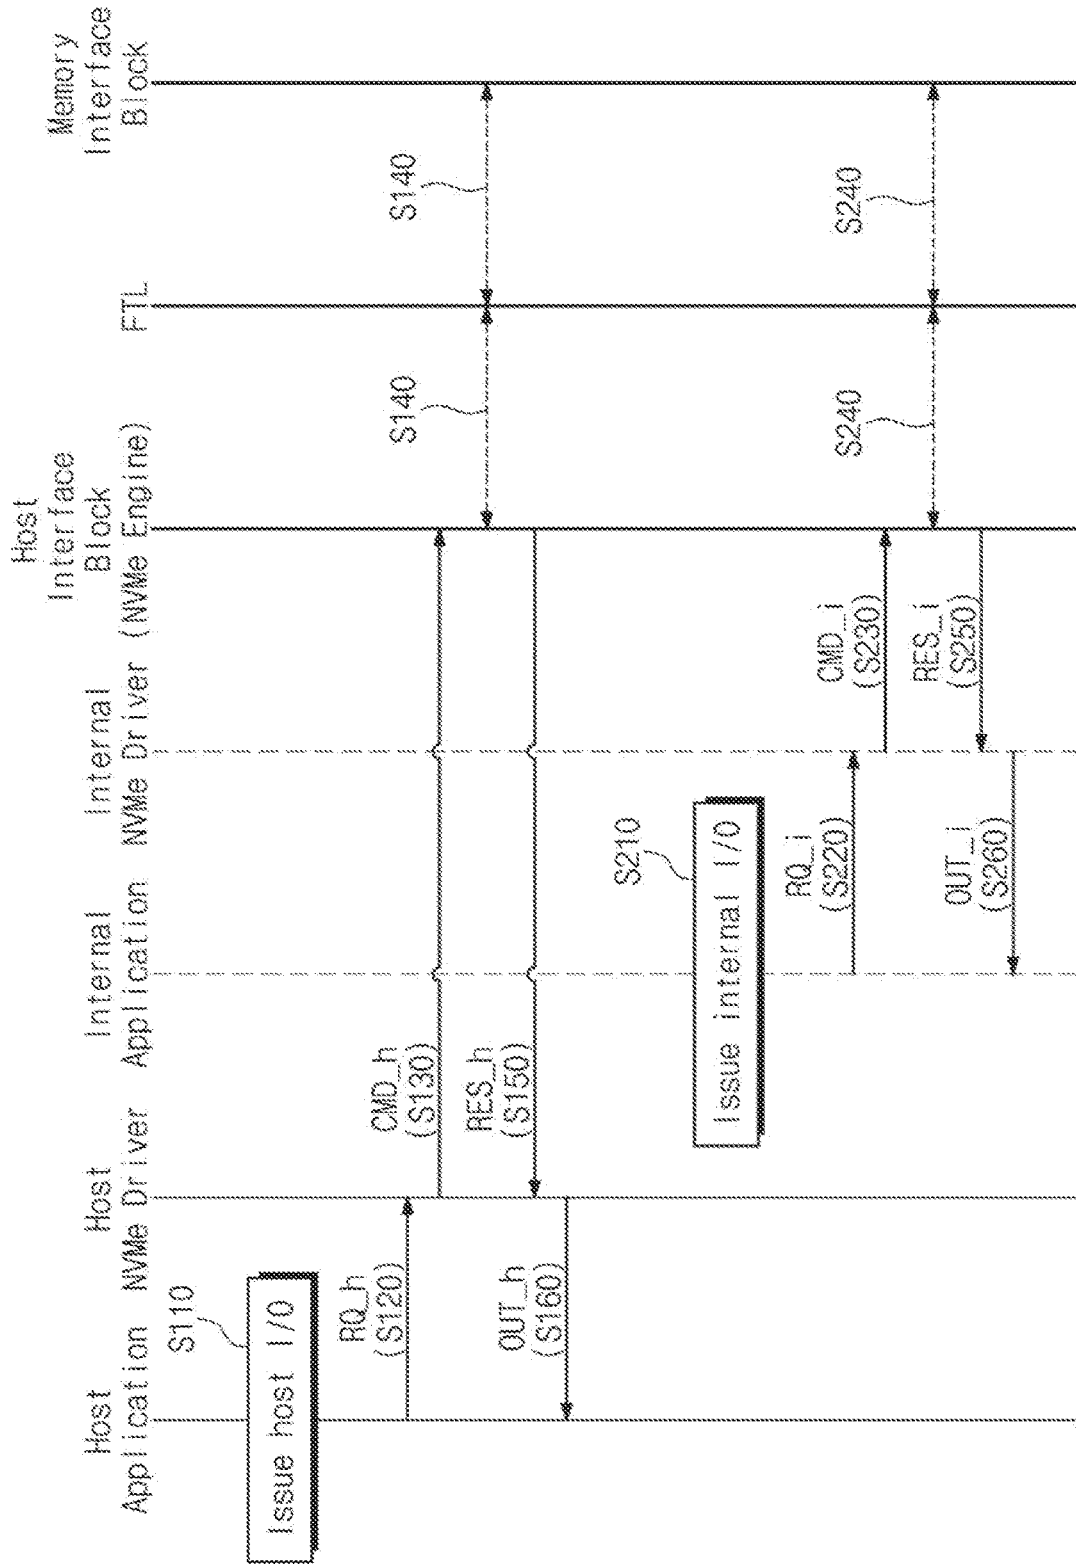 Host
Application
Host
NVMe Driver
Internal
Application
Internal
NVMe Driver
Host
Interface
Block
(NVMe Engine)
FTL
Memory
Interface
Block
S110
Issue host I/O
RQ_h
(S120)
CMD_h
(S130)
S140
S140
RES_h
(S150)
OUT_h
(S160)
S210
Issue internal I/O
RQ_i
(S220)
CMD_i
(S230)
S240
S240
RES_i
(S250)
OUT_i
(S260)